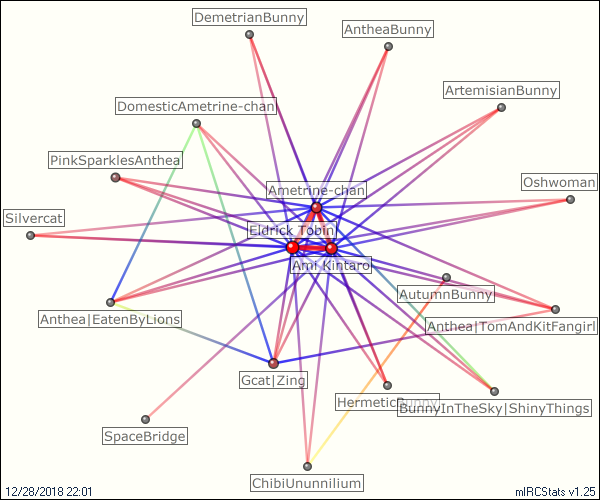 DemetrianBunny
AntheaBunny
ArtemisianBunny
DomesticAmetrine-chan
PinkSparklesAnthea
Oshwoman
Ametrine-chan
Silvercat
Eldrick Tobin
Ami Kintaro
AutumnBunny
Anthea|EatenByLions
Anthea|TomAndKitFangirl
Gcat|Zing
HermeticBunny
BunnyInTheSky|ShinyThings
SpaceBridge
ChibiUnunnilium
12/28/2018 22:01
mIRCStats v1.25